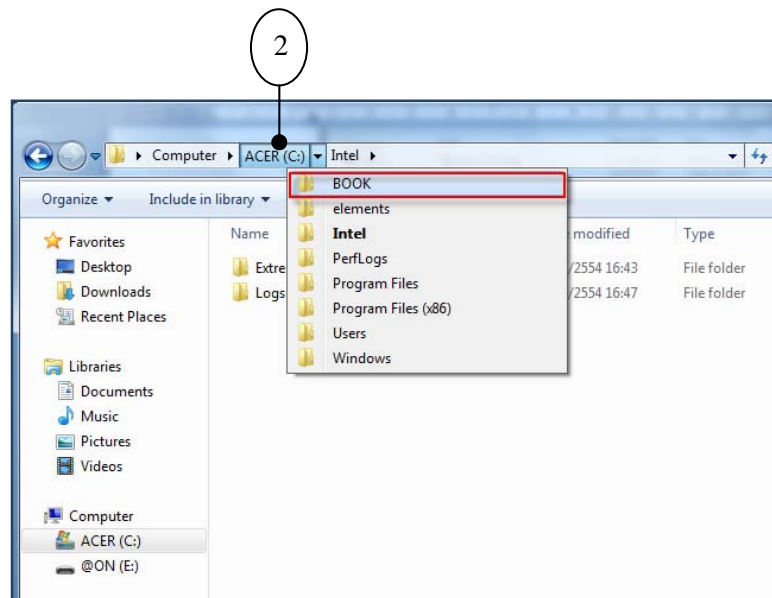 2
Computer ACER (C:) Intel
Organize Include in library
BOOK
elements
Intel
PerfLogs
Program Files
Program Files (x86)
Users
Windows
Name modified Type
Extre /2554 16:43 File folder
Logs /2554 16:47 File folder
Favorites
Desktop
Downloads
Recent Places
Libraries
Documents
Music
Pictures
Videos
Computer
ACER (C:)
@ON (E:)